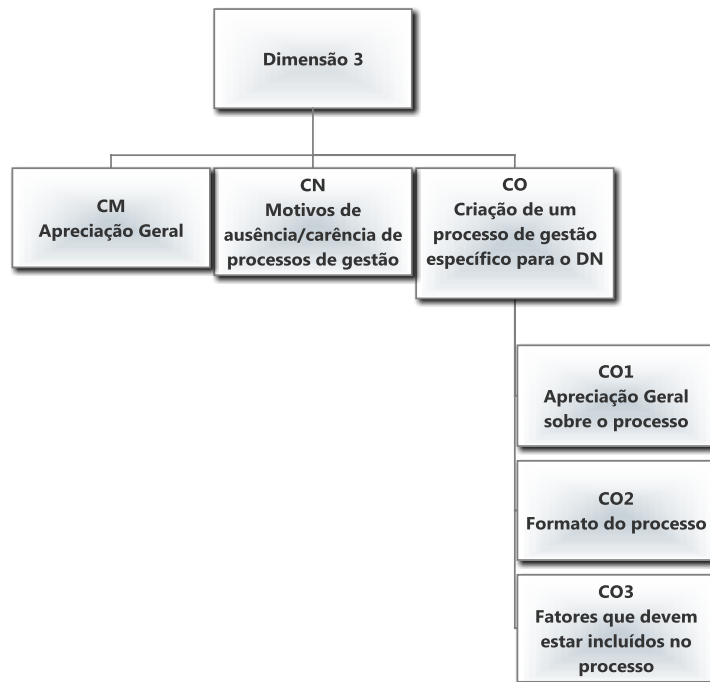 Dimensão 3
CM
Apreciação Geral
CN
Motivos de
ausência/carência de
processos de gestão
CO
Criação de um
processo de gestão
específico para o DN
CO1
Apreciação Geral
sobre o processo
CO2
Formato do processo
CO3
Fatores que devem
estar incluídos no
processo